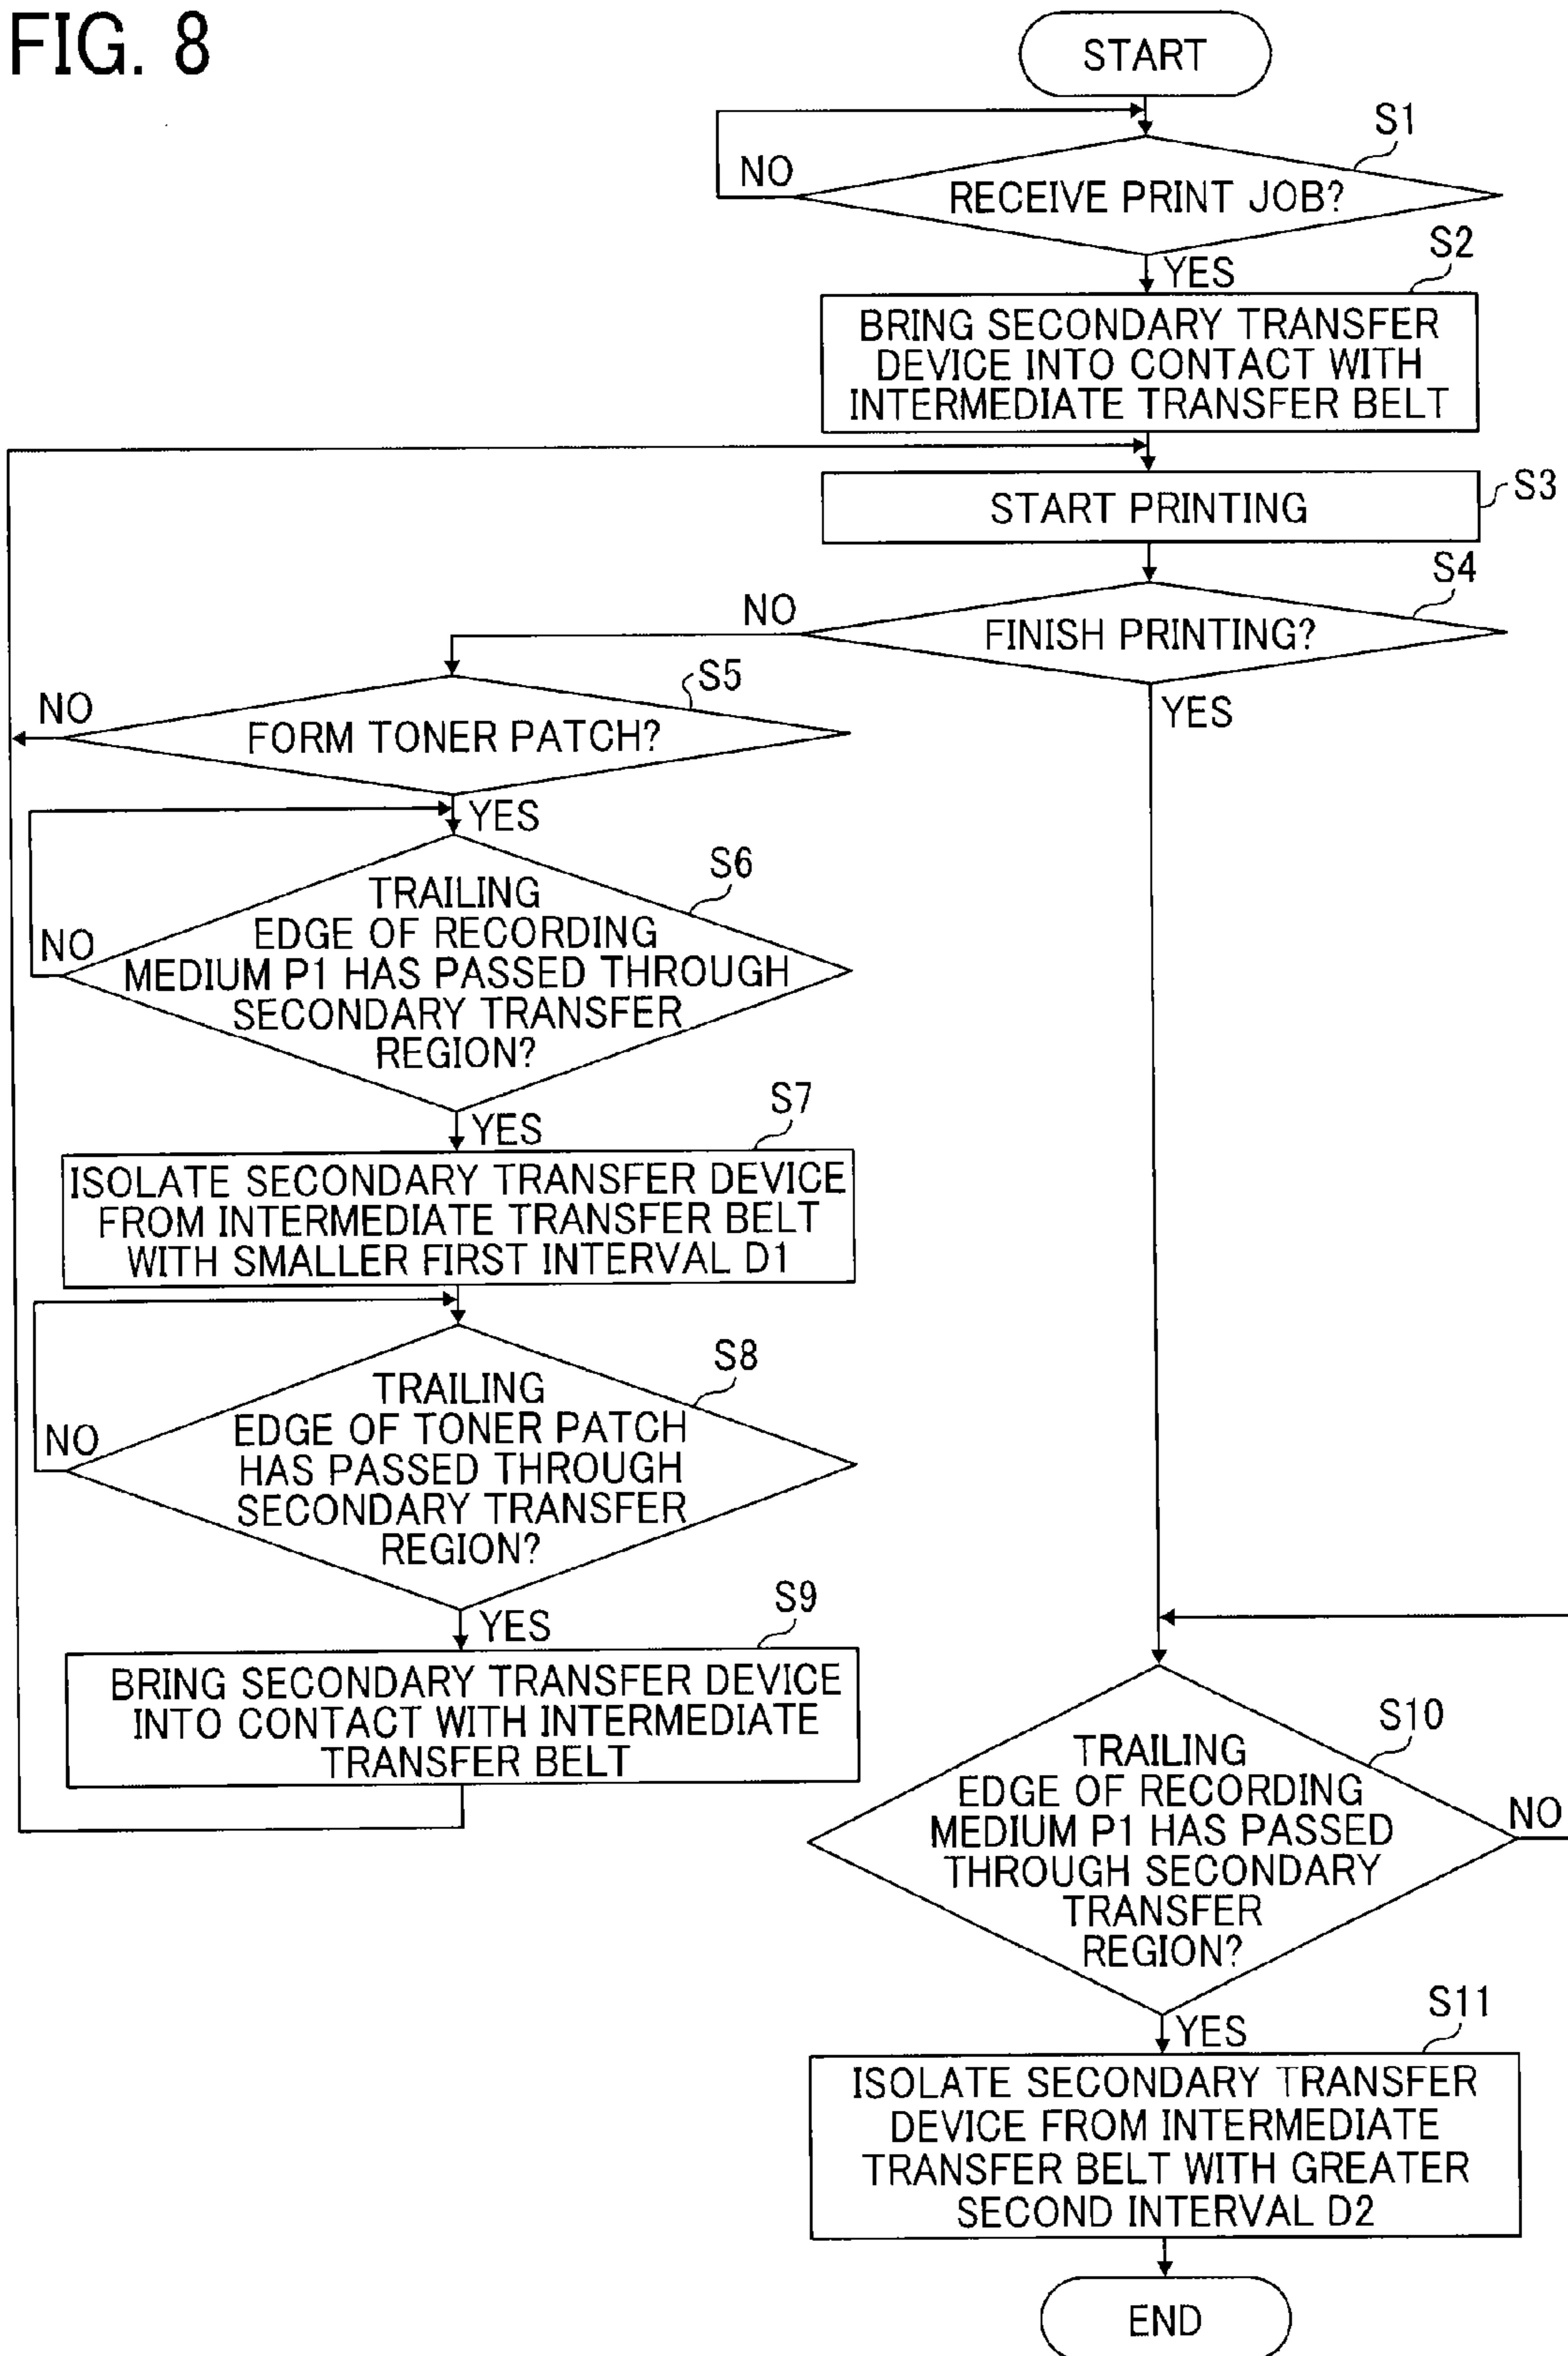 FIG. 8
START
S1
NO
RECEIVE PRINT JOB?
YES
S2
BRING SECONDARY TRANSFER
DEVICE INTO CONTACT WITH
INTERMEDIATE TRANSFER BELT
START PRINTING
S3
S4
NO
FINISH PRINTING?
YES
S5
NO
FORM TONER PATCH?
YES
S6
TRAILING
EDGE OF RECORDING
MEDIUM P1 HAS PASSED THROUGH
SECONDARY TRANSFER
REGION?
NO
YES
S7
ISOLATE SECONDARY TRANSFER DEVICE
FROM INTERMEDIATE TRANSFER BELT
WITH SMALLER FIRST INTERVAL D1
S8
TRAILING
EDGE OF TONER PATCH
HAS PASSED THROUGH
SECONDARY TRANSFER
REGION?
NO
YES
S9
BRING SECONDARY TRANSFER DEVICE
INTO CONTACT WITH INTERMEDIATE
TRANSFER BELT
S10
TRAILING
EDGE OF RECORDING
MEDIUM P1 HAS PASSED
THROUGH SECONDARY
TRANSFER
REGION?
NO
YES
S11
ISOLATE SECONDARY TRANSFER
DEVICE FROM INTERMEDIATE
TRANSFER BELT WITH GREATER
SECOND INTERVAL D2
END